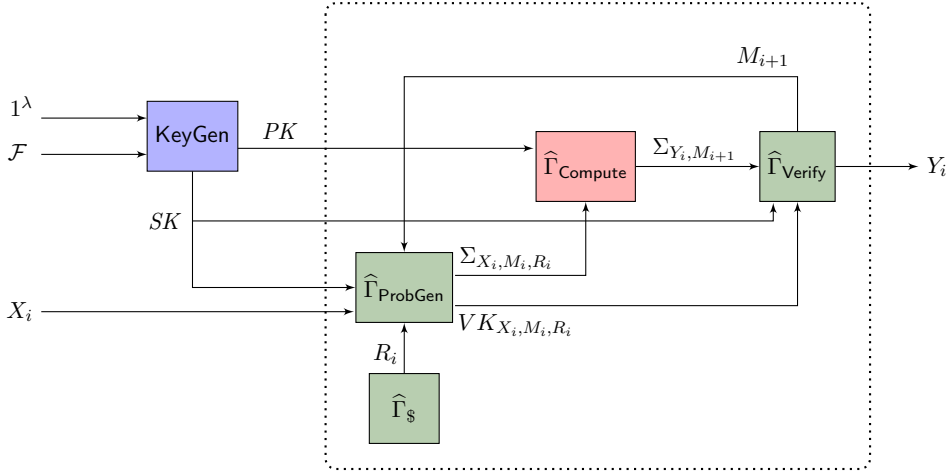 M_{i+1}
1^λ
KeyGen
PK
\mathcal{F}
\widehat{Γ}_{Compute}
Σ_{Y_i,M_{i+1}}
\widehat{Γ}_{Verify}
Y_i
SK
Σ_{X_i,M_i,R_i}
\widehat{Γ}_{ProbGen}
X_i
VK_{X_i,M_i,R_i}
R_i
\widehat{Γ}_$